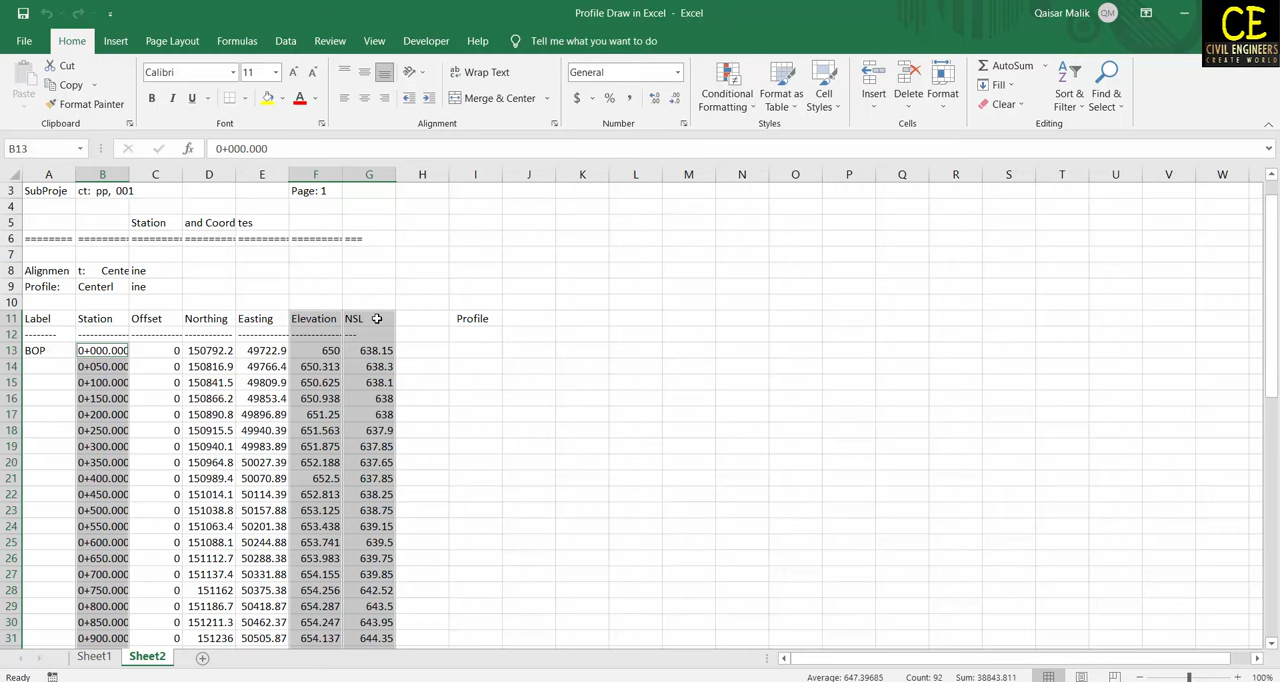 Profile Draw in Excel - Excel
Qaisar Malik QM
CE
CIVIL ENGINEERS
CREATE WORLD
File Home Insert Page Layout Formulas Data Review View Developer Help Tell me what you want to do
Paste Cut Copy Format Painter
Calibri 11
B I U A
Wrap Text
Merge & Center
General
$ % ,
Conditional Formatting Format as Table Cell Styles
Insert Delete Format
AutoSum Fill Clear
Sort & Filter Find & Select
Clipboard Font Alignment Number Styles Cells Editing
B13 fx 0+000.000
A B C D E F G H I J K L M N O P Q R S T U V W
3 SubProje ct: pp, 001 Page: 1
4
5 Station and Coord tes
6 ======== ========== ========== ========== ========== ========== ===
7
8 Alignmen t: Cente ine
9 Profile: Centerl ine
10
11 Label Station Offset Northing Easting Elevation NSL Profile
12 -------- ------------- ------------- ------------ ------------ ------------- ---
13 BOP 0+000.000 0 150792.2 49722.9 650 638.15
14 0+050.000 0 150816.9 49766.4 650.313 638.3
15 0+100.000 0 150841.5 49809.9 650.625 638.1
16 0+150.000 0 150866.2 49853.4 650.938 638
17 0+200.000 0 150890.8 49896.89 651.25 638
18 0+250.000 0 150915.5 49940.39 651.563 637.9
19 0+300.000 0 150940.1 49983.89 651.875 637.85
20 0+350.000 0 150964.8 50027.39 652.188 637.65
21 0+400.000 0 150989.4 50070.89 652.5 637.85
22 0+450.000 0 151014.1 50114.39 652.813 638.25
23 0+500.000 0 151038.8 50157.88 653.125 638.75
24 0+550.000 0 151063.4 50201.38 653.438 639.15
25 0+600.000 0 151088.1 50244.88 653.741 639.5
26 0+650.000 0 151112.7 50288.38 653.983 639.75
27 0+700.000 0 151137.4 50331.88 654.155 639.85
28 0+750.000 0 151162 50375.38 654.256 642.52
29 0+800.000 0 151186.7 50418.87 654.287 643.5
30 0+850.000 0 151211.3 50462.37 654.247 643.95
31 0+900.000 0 151236 50505.87 654.137 644.35
Sheet1 Sheet2
Ready Average: 647.39685 Count: 92 Sum: 38843.811 100%